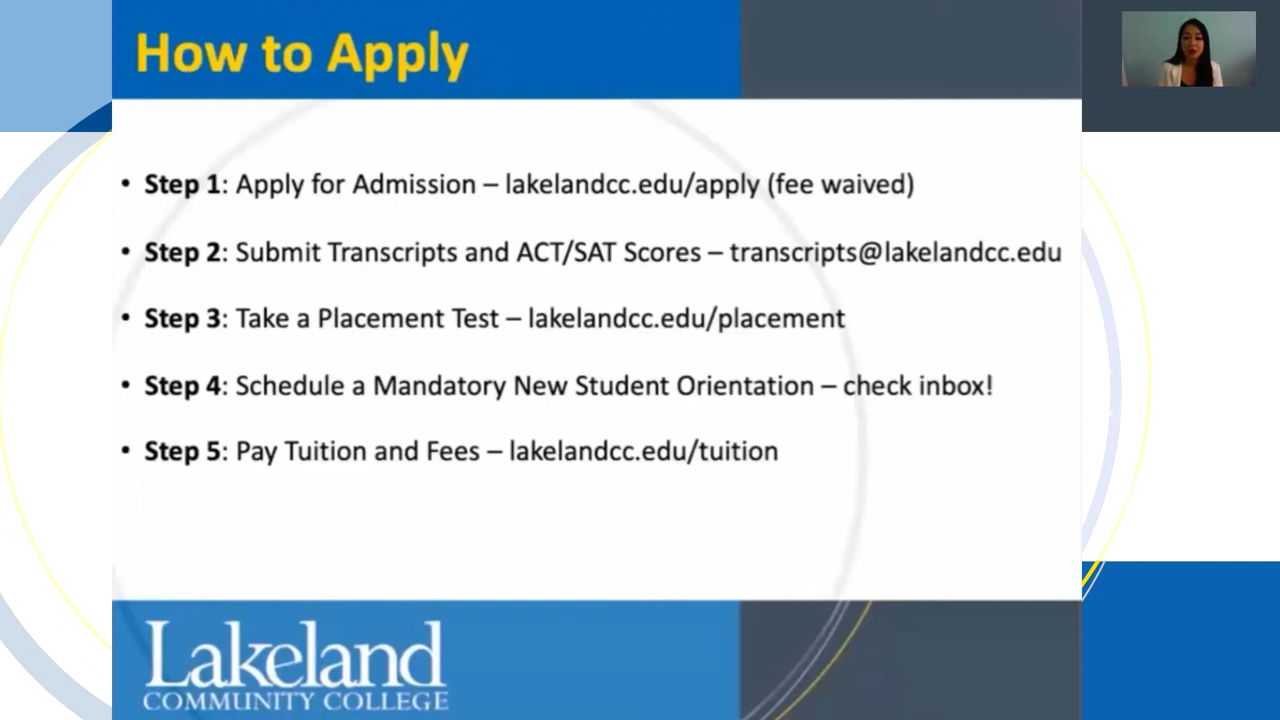 How to Apply
• Step 1: Apply for Admission – lakelandcc.edu/apply (fee waived)
• Step 2: Submit Transcripts and ACT/SAT Scores – transcripts@lakelandcc.edu
• Step 3: Take a Placement Test – lakelandcc.edu/placement
• Step 4: Schedule a Mandatory New Student Orientation – check inbox!
• Step 5: Pay Tuition and Fees – lakelandcc.edu/tuition
Lakeland
COMMUNITY COLLEGE